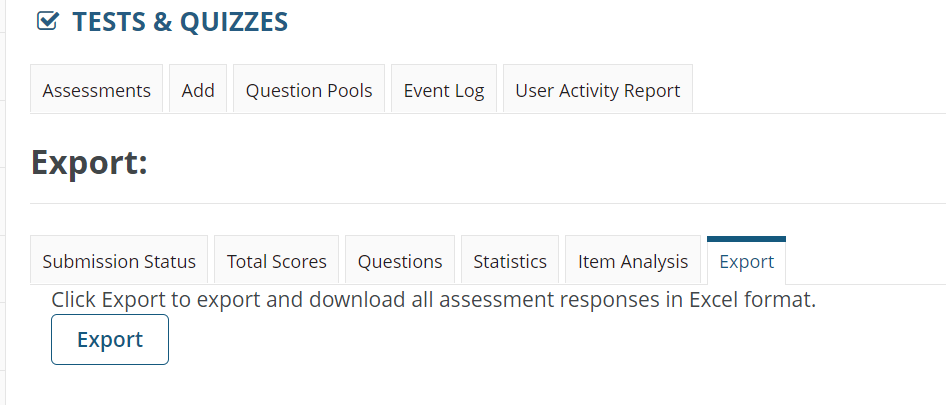 TESTS & QUIZZES
Assessments Add Question Pools Event Log User Activity Report
Export:
Submission Status Total Scores Questions Statistics Item Analysis Export
Click Export to export and download all assessment responses in Excel format.
Export